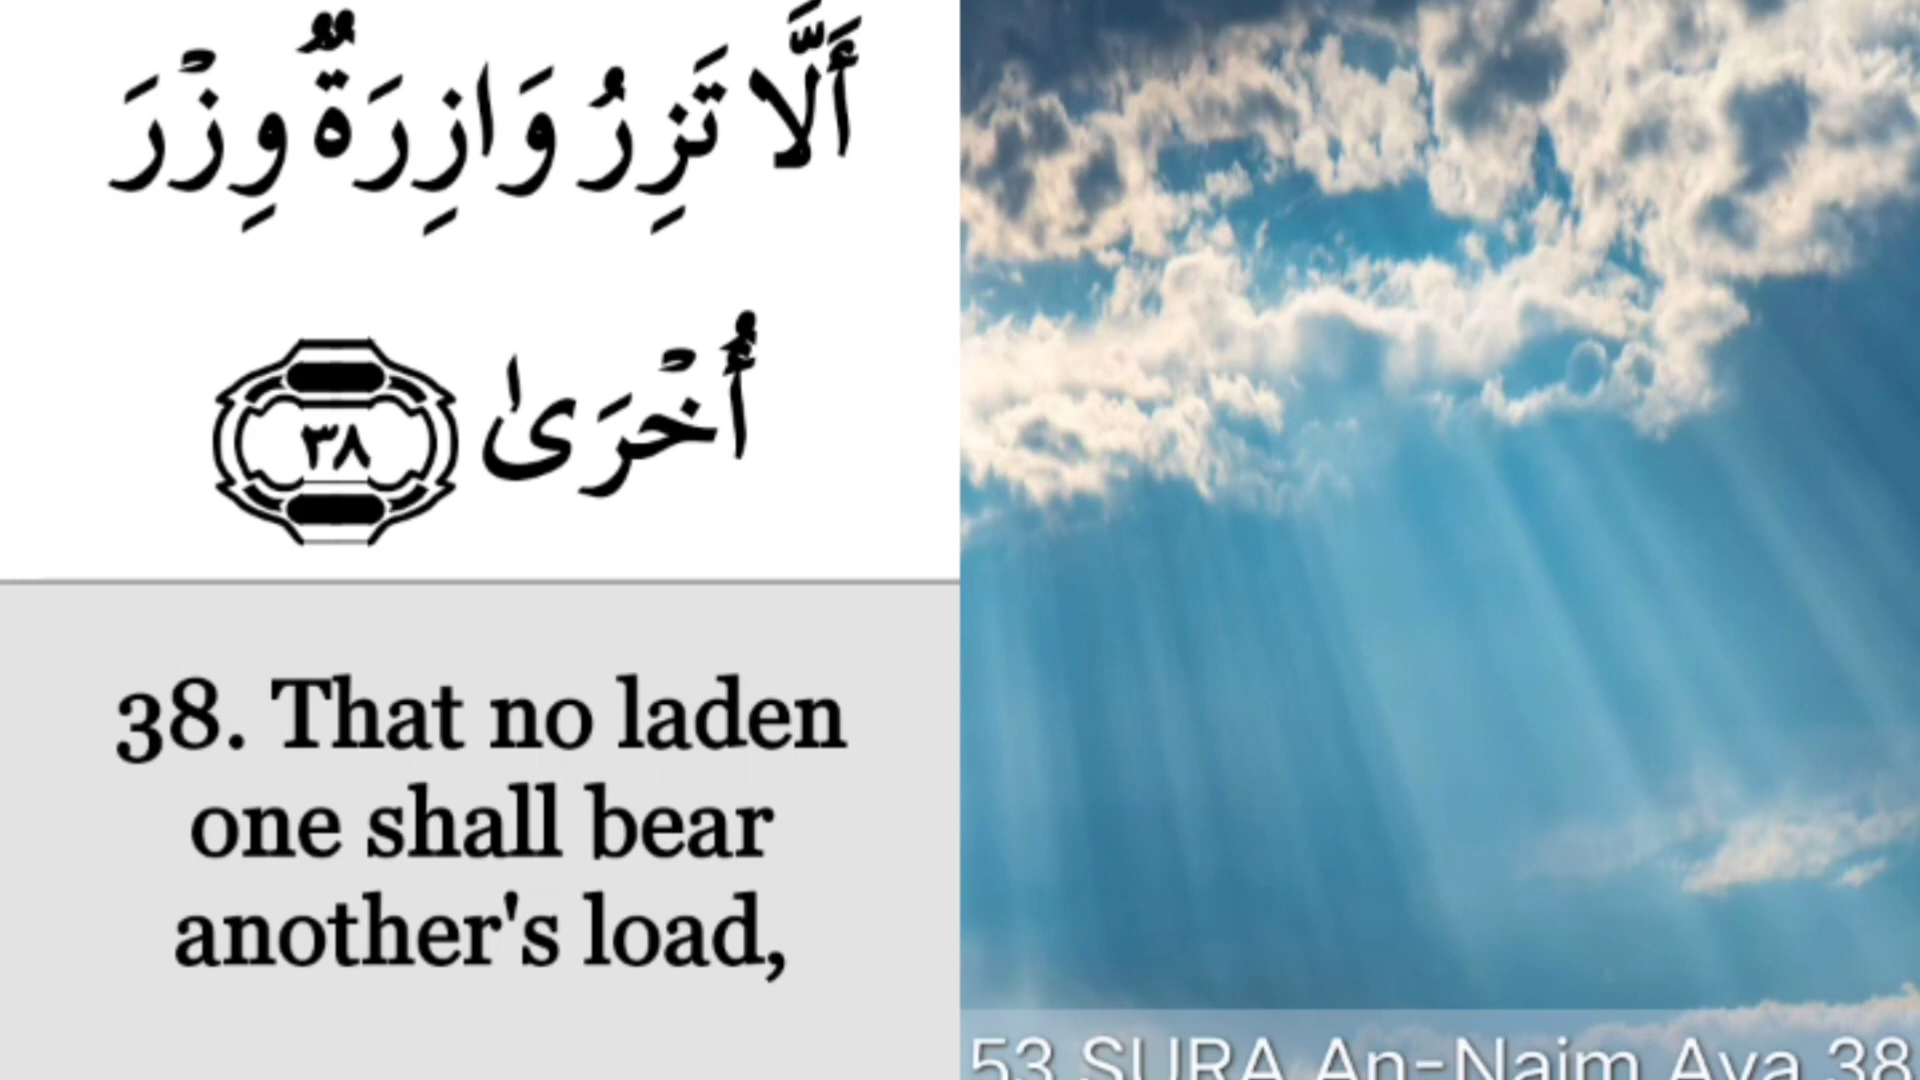 أَلَّا تَزِرُ وَازِرَةٌ وِزْرَ
أُخْرَىٰ ٣٨
38. That no laden
one shall bear
another's load,
53 SURA An-Najm Aya 38